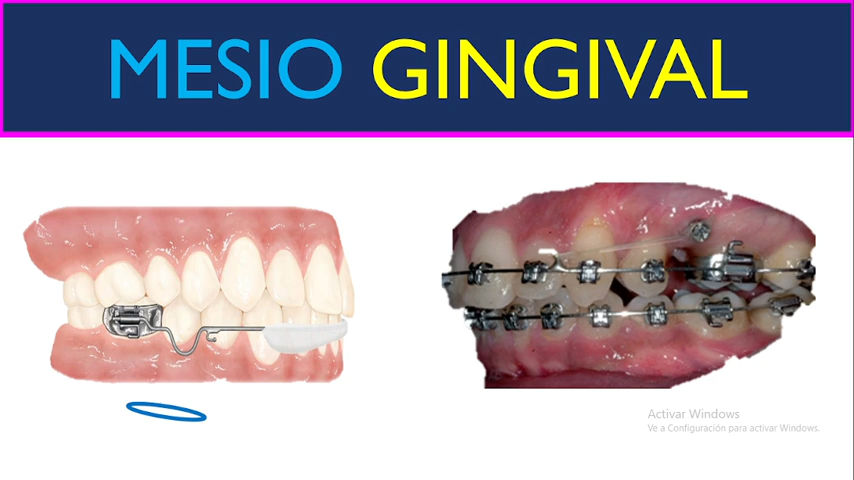 MESIO GINGIVAL
Activar Windows
Ve a Configuración para activar Windows.